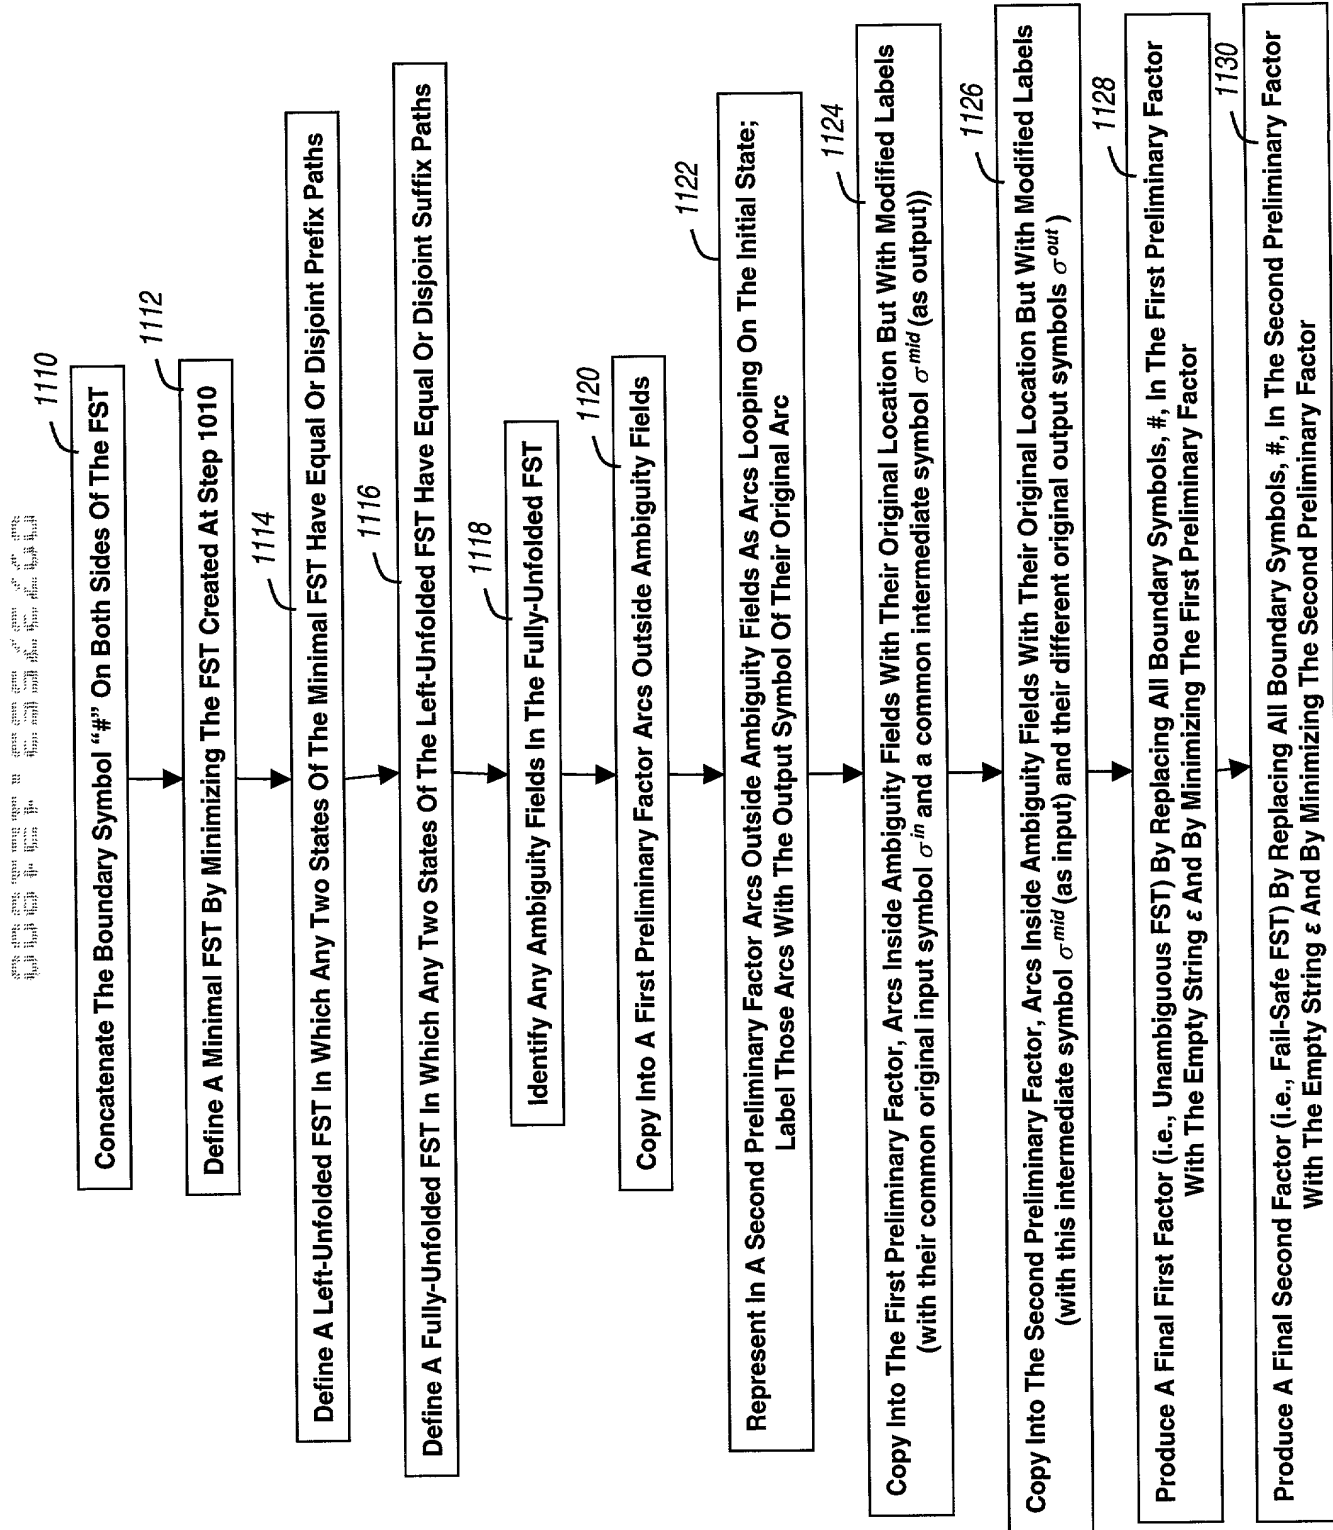 1110
Concatenate The Boundary Symbol “#” On Both Sides Of The FST
1112
Define A Minimal FST By Minimizing The FST Created At Step 1010
1114
Define A Left-Unfolded FST In Which Any Two States Of The Minimal FST Have Equal Or Disjoint Prefix Paths
1116
Define A Fully-Unfolded FST In Which Any Two States Of The Left-Unfolded FST Have Equal Or Disjoint Suffix Paths
1118
Identify Any Ambiguity Fields In The Fully-Unfolded FST
1120
Copy Into A First Preliminary Factor Arcs Outside Ambiguity Fields
1122
Represent In A Second Preliminary Factor Arcs Outside Ambiguity Fields As Arcs Looping On The Initial State;
Label Those Arcs With The Output Symbol Of Their Original Arc
1124
Copy Into The First Preliminary Factor, Arcs Inside Ambiguity Fields With Their Original Location But With Modified Labels
(with their common original input symbol σ^in and a common intermediate symbol σ^mid (as output))
1126
Copy Into The Second Preliminary Factor, Arcs Inside Ambiguity Fields With Their Original Location But With Modified Labels
(with this intermediate symbol σ^mid (as input) and their different original output symbols σ^out )
1128
Produce A Final First Factor (i.e., Unambiguous FST) By Replacing All Boundary Symbols, #, In The First Preliminary Factor
With The Empty String ε And By Minimizing The First Preliminary Factor
1130
Produce A Final Second Factor (i.e., Fail-Safe FST) By Replacing All Boundary Symbols, #, In The Second Preliminary Factor
With The Empty String ε And By Minimizing The Second Preliminary Factor